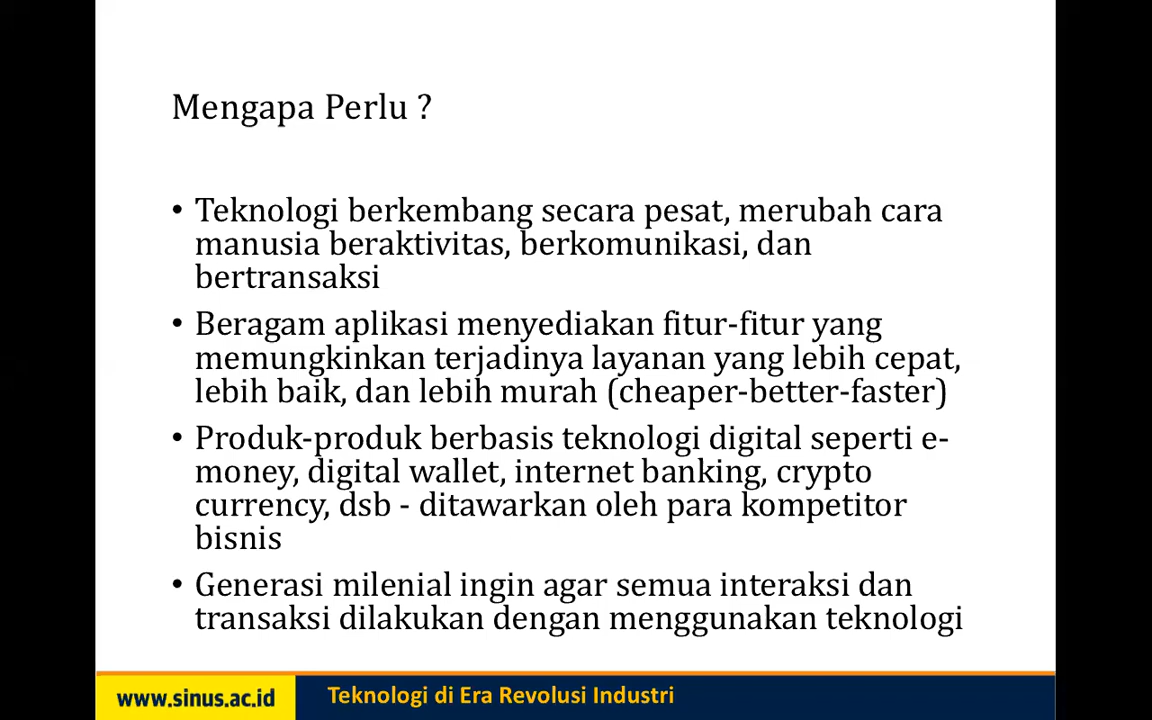 Mengapa Perlu ?
• Teknologi berkembang secara pesat, merubah cara
manusia beraktivitas, berkomunikasi, dan
bertransaksi
• Beragam aplikasi menyediakan fitur-fitur yang
memungkinkan terjadinya layanan yang lebih cepat,
lebih baik, dan lebih murah (cheaper-better-faster)
• Produk-produk berbasis teknologi digital seperti e-
money, digital wallet, internet banking, crypto
currency, dsb - ditawarkan oleh para kompetitor
bisnis
• Generasi milenial ingin agar semua interaksi dan
transaksi dilakukan dengan menggunakan teknologi
www.sinus.ac.id
Teknologi di Era Revolusi Industri